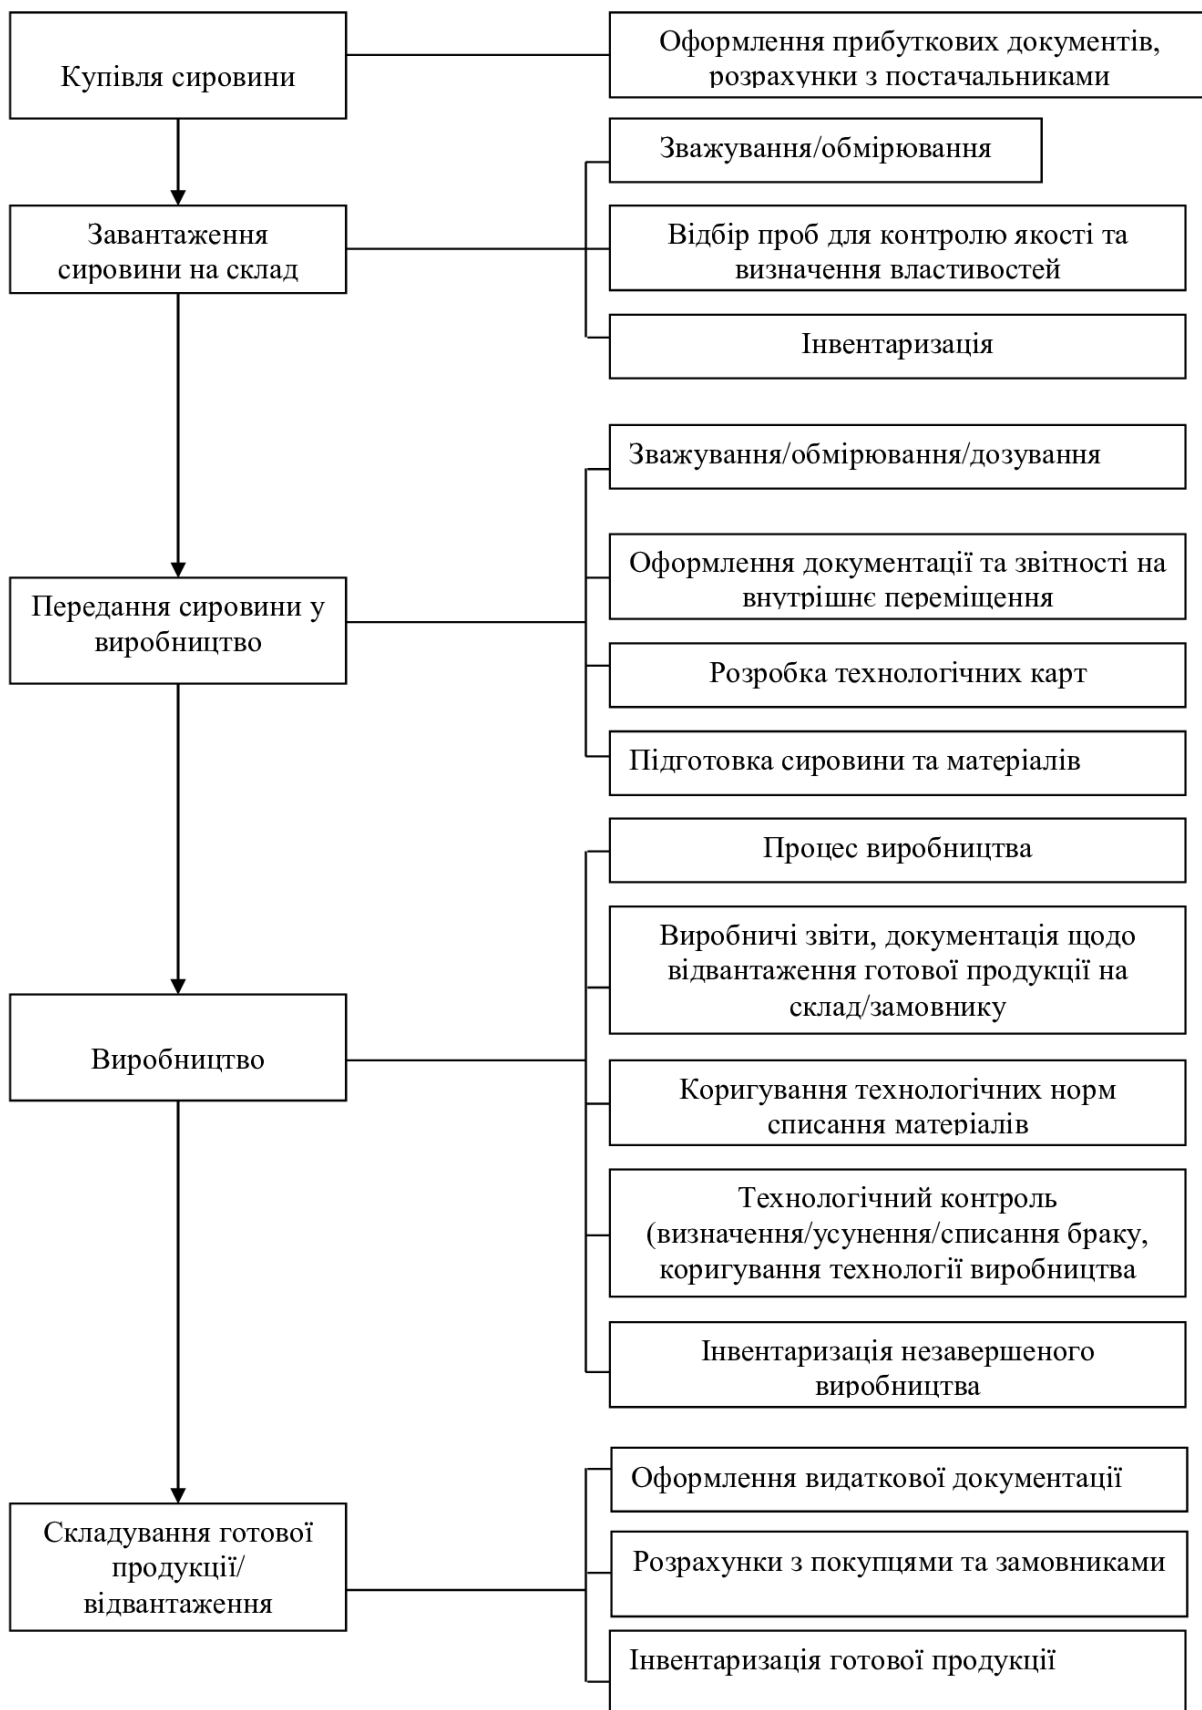 Купівля сировини
Оформлення прибуткових документів,
розрахунки з постачальниками
Завантаження
сировини на склад
Зважування/обмірювання
Відбір проб для контролю якості та
визначення властивостей
Інвентаризація
Передання сировини у
виробництво
Зважування/обмірювання/дозування
Оформлення документації та звітності на
внутрішнє переміщення
Розробка технологічних карт
Підготовка сировини та матеріалів
Виробництво
Процес виробництва
Виробничі звіти, документація щодо
відвантаження готової продукції на
склад/замовнику
Коригування технологічних норм
списання матеріалів
Технологічний контроль
(визначення/усунення/списання браку,
коригування технології виробництва
Інвентаризація незавершеного
виробництва
Складування готової
продукції/
відвантаження
Оформлення видаткової документації
Розрахунки з покупцями та замовниками
Інвентаризація готової продукції